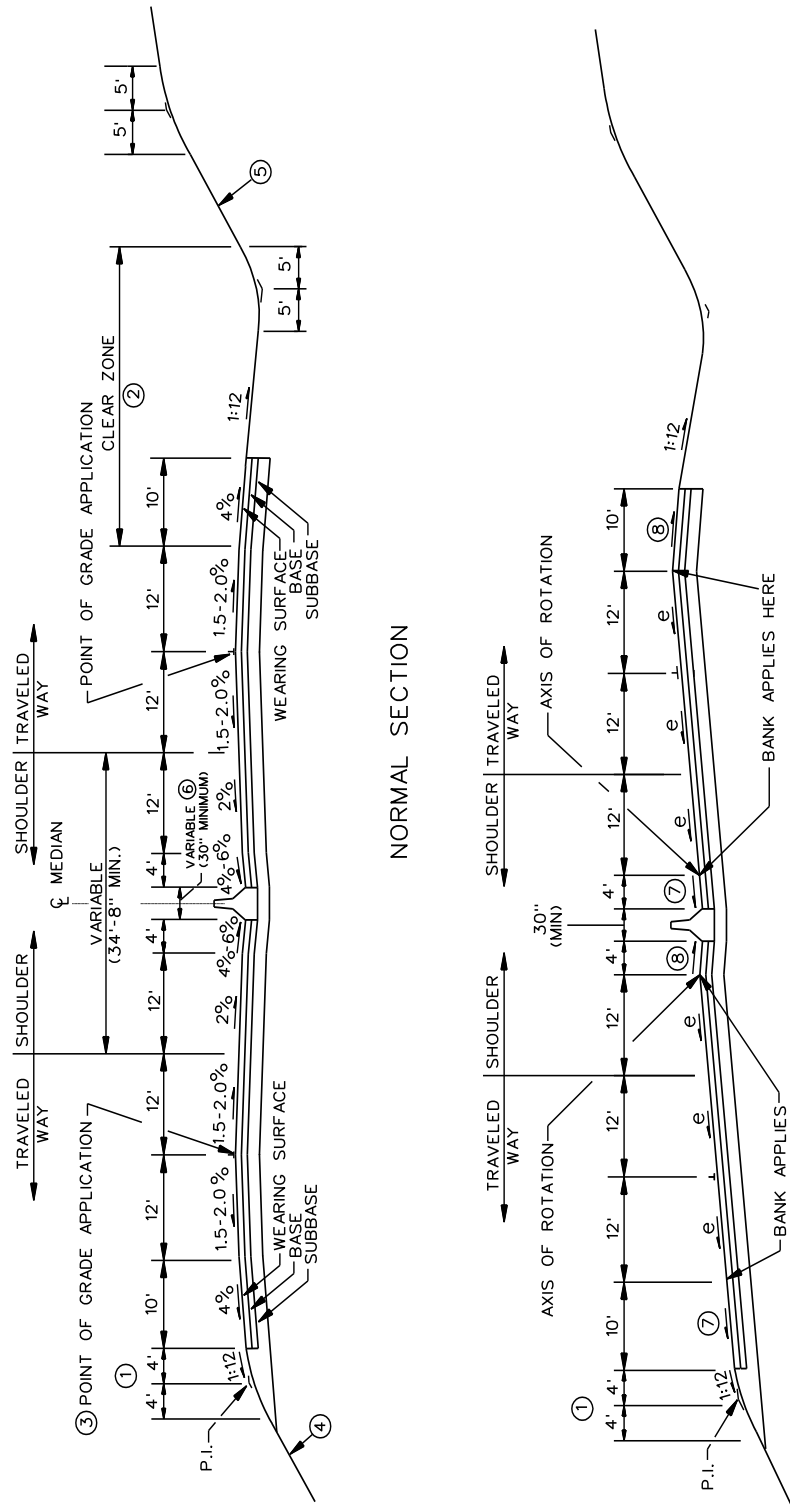 TRAVELED WAY
SHOULDER
℄ MEDIAN
SHOULDER
TRAVELED WAY
③ POINT OF GRADE APPLICATION
VARIABLE
(34'-8" MIN.)
POINT OF GRADE APPLICATION
CLEAR ZONE
②
5'
5'
①
4'
4'
10'
12'
12'
12'
4'
VARIABLE ⑥
(30" MINIMUM)
4'
12'
12'
12'
10'
P.I.
1:12
4%
1.5-2.0%
1.5-2.0%
2%
4%-6%
4%-6%
2%
1.5-2.0%
1.5-2.0%
4%
1:12
5'
5'
④
WEARING SURFACE
BASE
SUBBASE
WEARING SURFACE
BASE
SUBBASE
⑤
NORMAL SECTION
TRAVELED WAY
SHOULDER
SHOULDER
TRAVELED WAY
AXIS OF ROTATION
30"
(MIN)
AXIS OF ROTATION
①
4'
4'
10'
12'
12'
12'
4'
4'
12'
12'
12'
10'
P.I.
1:12
⑦
e
e
e
⑧
⑦
e
e
e
⑧
1:12
BANK APPLIES
BANK APPLIES HERE